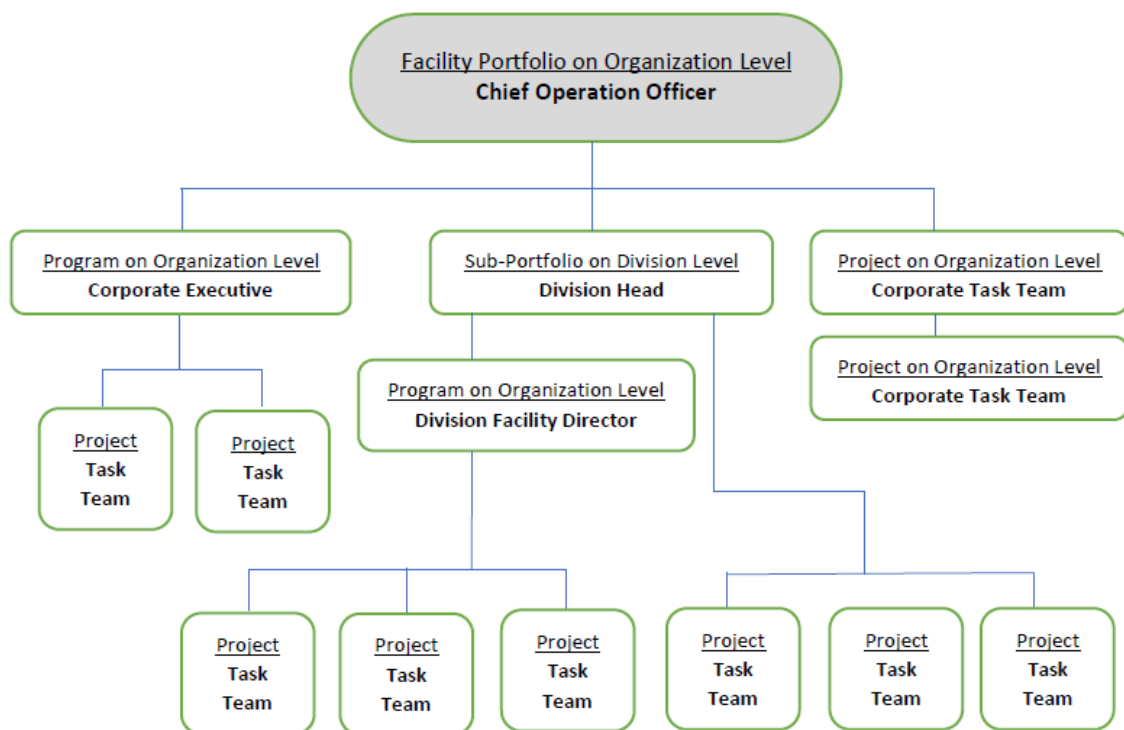 Facility Portfolio on Organization Level
Chief Operation Officer
Program on Organization Level
Corporate Executive
Sub-Portfolio on Division Level
Division Head
Project on Organization Level
Corporate Task Team
Project on Organization Level
Corporate Task Team
Program on Organization Level
Division Facility Director
Project
Task
Team
Project
Task
Team
Project
Task
Team
Project
Task
Team
Project
Task
Team
Project
Task
Team
Project
Task
Team
Project
Task
Team